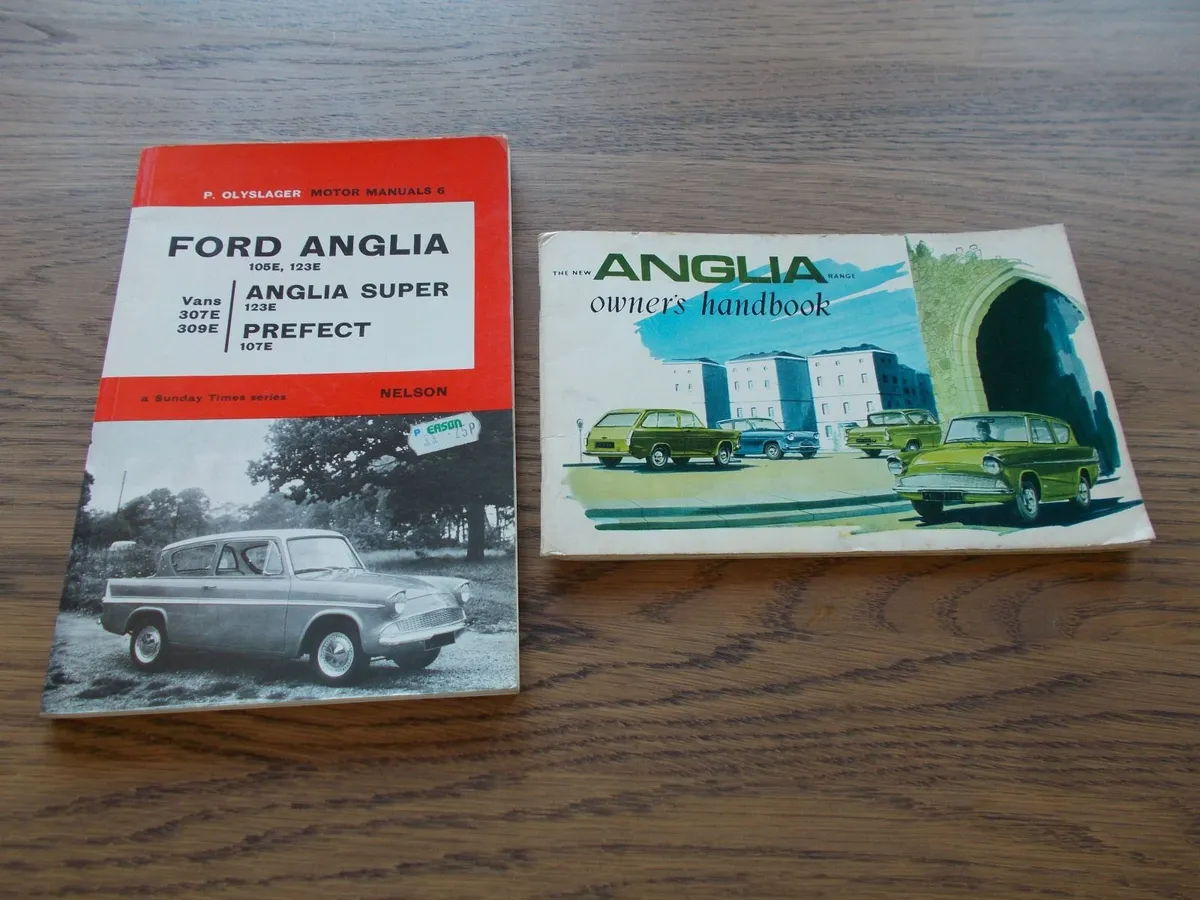 P. OLYSLAGER MOTOR MANUALS 6
FORD ANGLIA
105E, 123E
Vans
307E
309E
ANGLIA SUPER
123E
PREFECT
107E
a Sunday Times series NELSON
EASON
THE NEW ANGLIA RANGE
owner's handbook